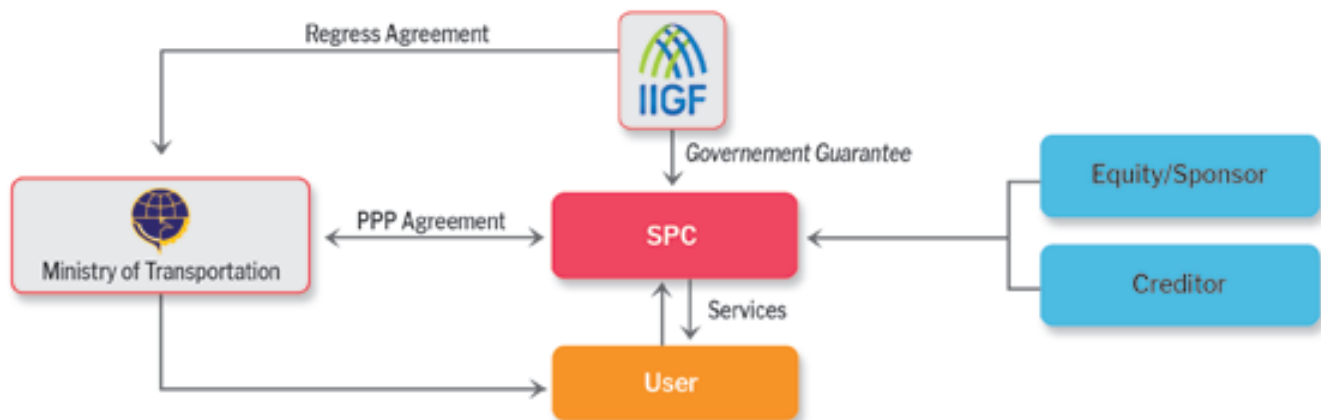 Regress Agreement
IIGF
Governement Guarantee
Equity/Sponsor
PPP Agreement
SPC
Ministry of Transportation
Creditor
Services
User